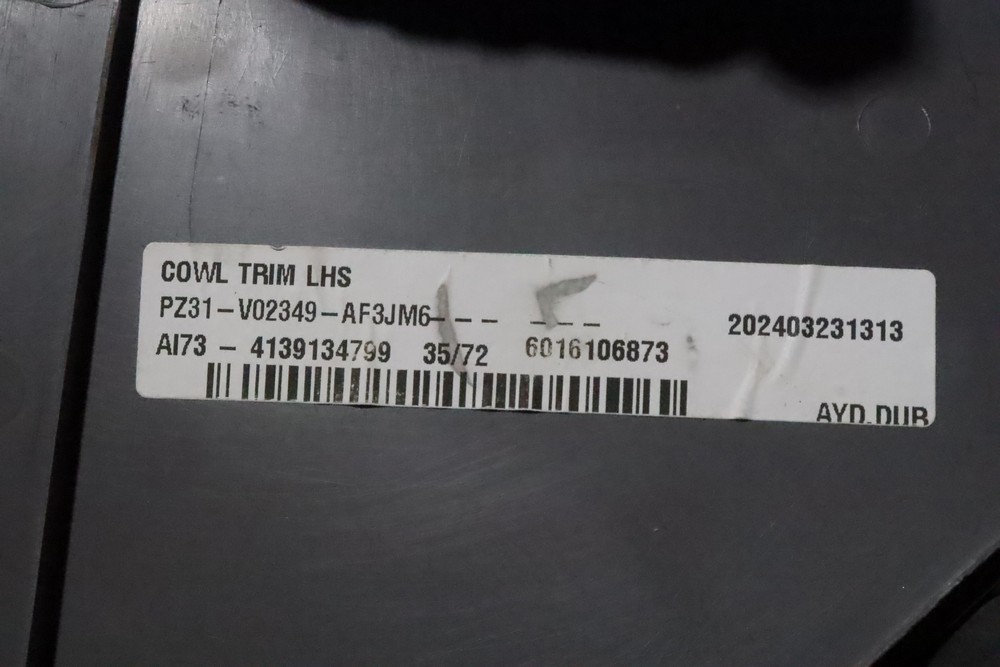 COWL TRIM LHS
PZ31-V02349-AF3JM6--- ---
202403231313
AI73 - 4139134799 35/72 6016106873
AYD.DUB